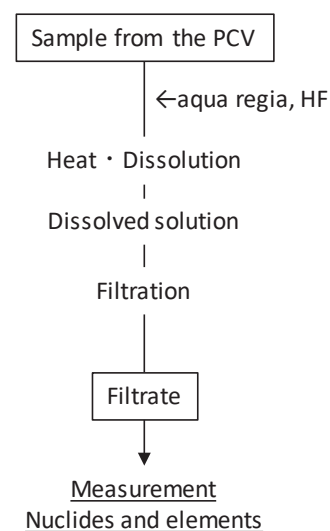 Sample from the PCV
←aqua regia, HF
Heat・Dissolution
Dissolved solution
Filtration
Filtrate
Measurement
Nuclides and elements